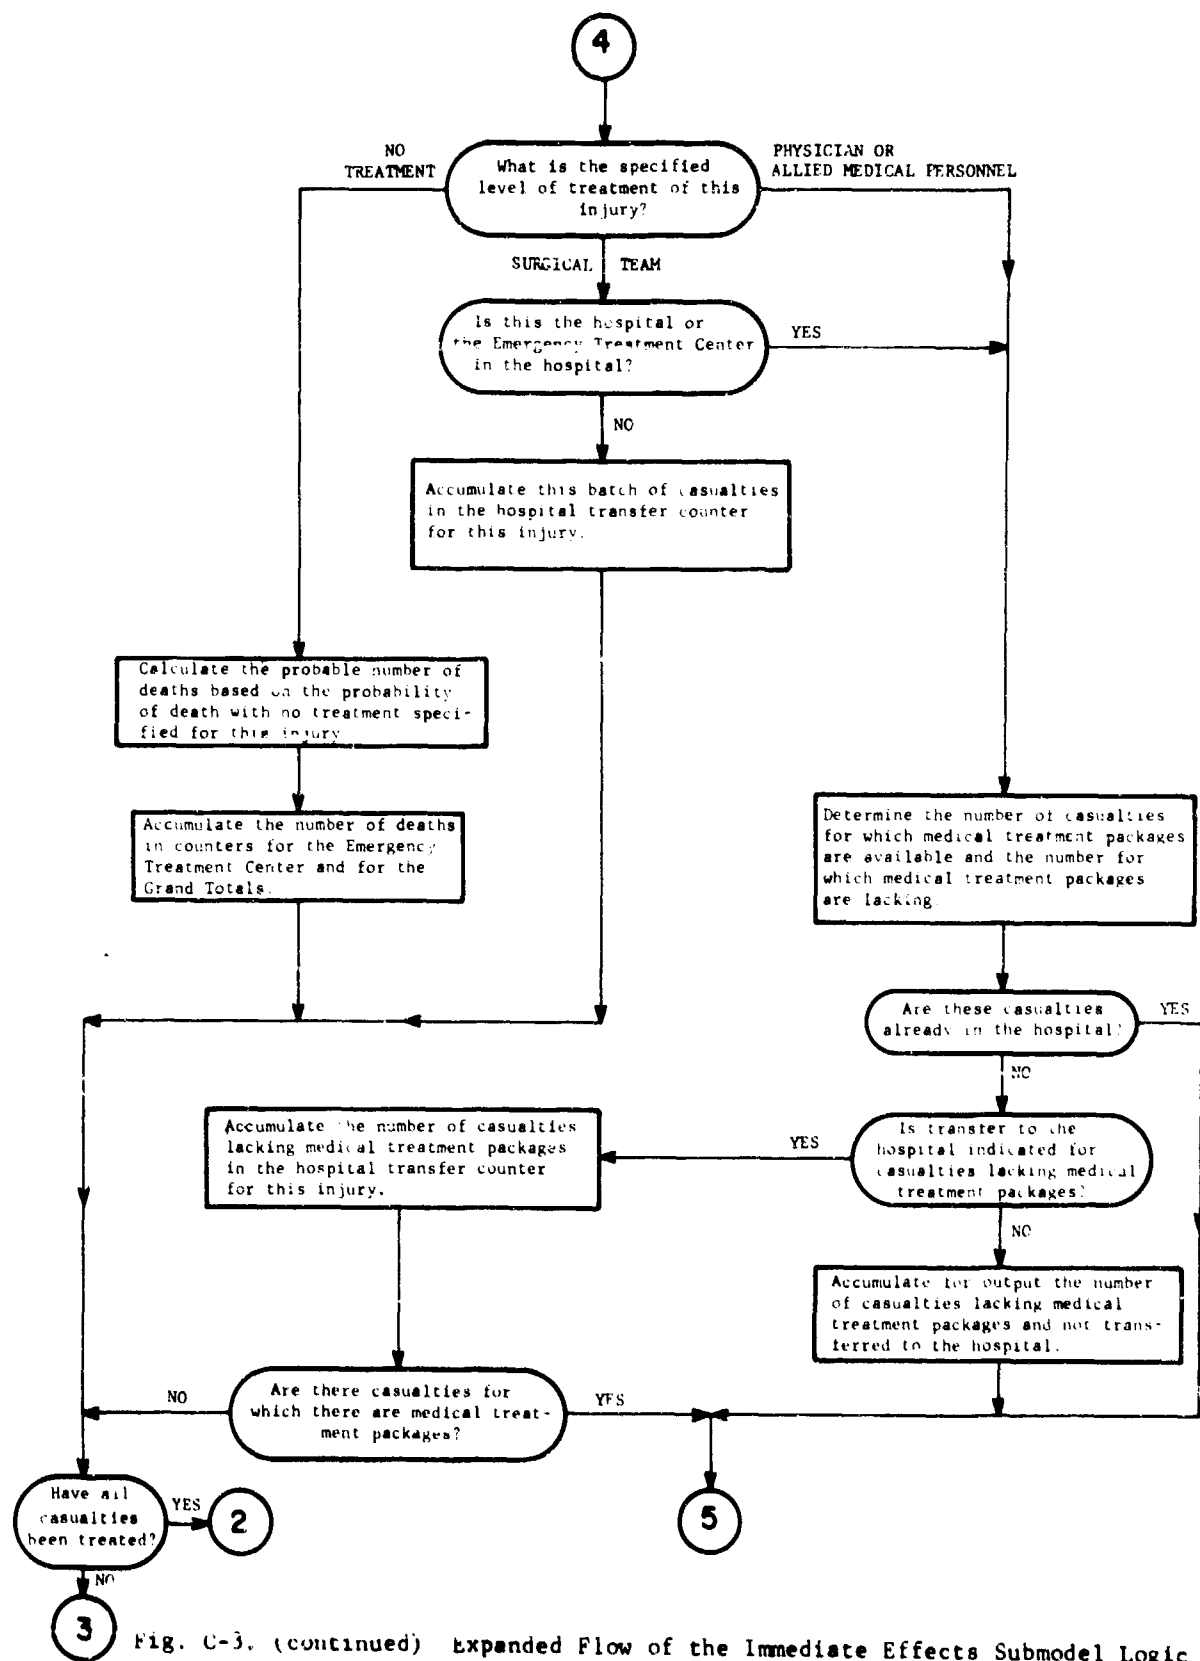 4
NO
TREATMENT
What is the specified
level of treatment of this
injury?
PHYSICIAN OR
ALLIED MEDICAL PERSONNEL
SURGICAL TEAM
Is this the hospital or
the Emergency Treatment Center
in the hospital?
YES
NO
Accumulate this batch of casualties
in the hospital transfer counter
for this injury.
Calculate the probable number of
deaths based on the probability
of death with no treatment speci-
fied for this injury
Accumulate the number of deaths
in counters for the Emergency
Treatment Center and for the
Grand Totals.
Determine the number of casualties
for which medical treatment packages
are available and the number for
which medical treatment packages
are lacking.
Are these casualties
already in the hospital?
YES
NO
Accumulate the number of casualties
lacking medical treatment packages
in the hospital transfer counter
for this injury.
YES
Is transfer to the
hospital indicated for
casualties lacking medical
treatment packages?
NO
Accumulate for output the number
of casualties lacking medical
treatment packages and not trans-
ferred to the hospital.
NO
Are there casualties for
which there are medical treat-
ment packages?
YES
Have all
casualties
been treated?
YES
2
5
NO
3
Fig. C-3. (continued) Expanded Flow of the Immediate Effects Submodel Logic